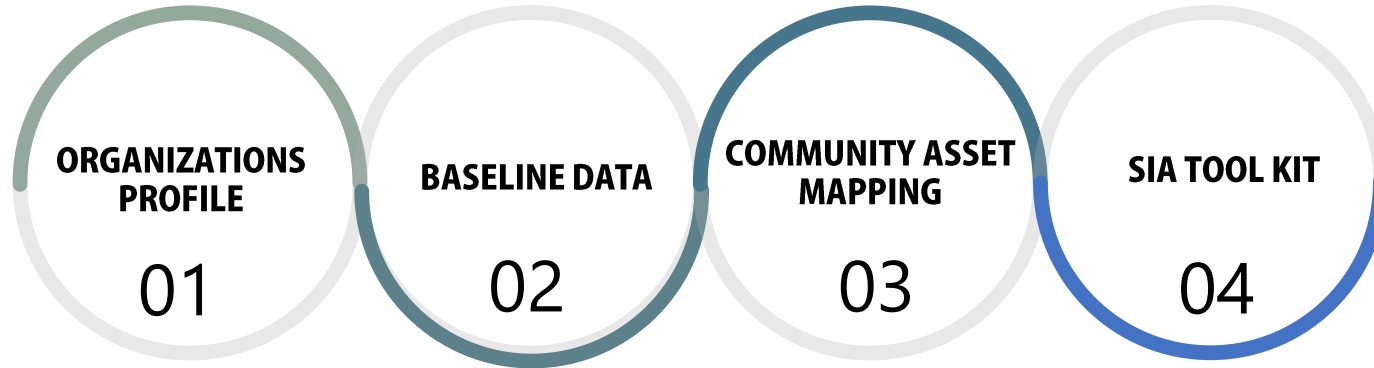 ORGANIZATIONS
PROFILE
01
BASELINE DATA
02
COMMUNITY ASSET
MAPPING
03
SIA TOOL KIT
04